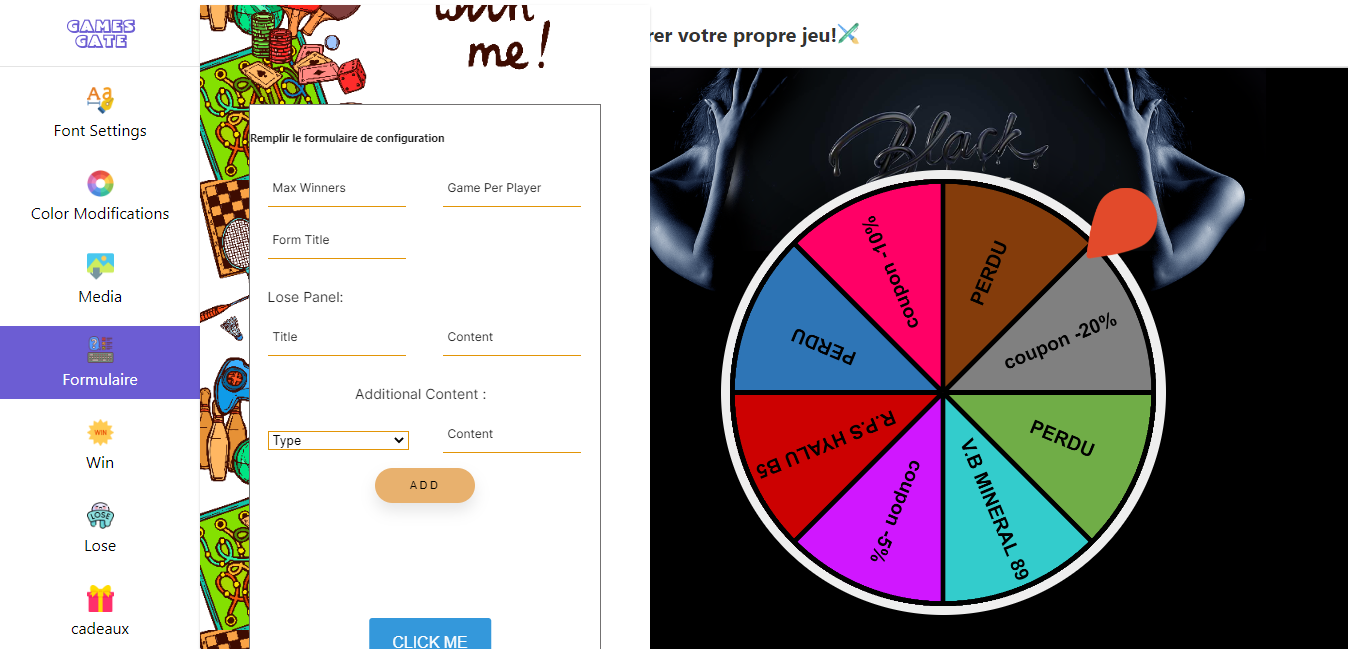 GAMES
GATE
Font Settings
Color Modifications
Media
Formulaire
WIN
Win
LOSE
Lose
cadeaux
me!
Remplir le formulaire de configuration
Max Winners
Game Per Player
Form Title
Lose Panel:
Title
Content
Additional Content :
Type
Content
ADD
CLICK ME
rer votre propre jeu!
Black
coupon -10%
PERDU
coupon -20%
PERDU
V.B MINERAL 89
coupon -5%
R.P.S HYALU B5
PERDU